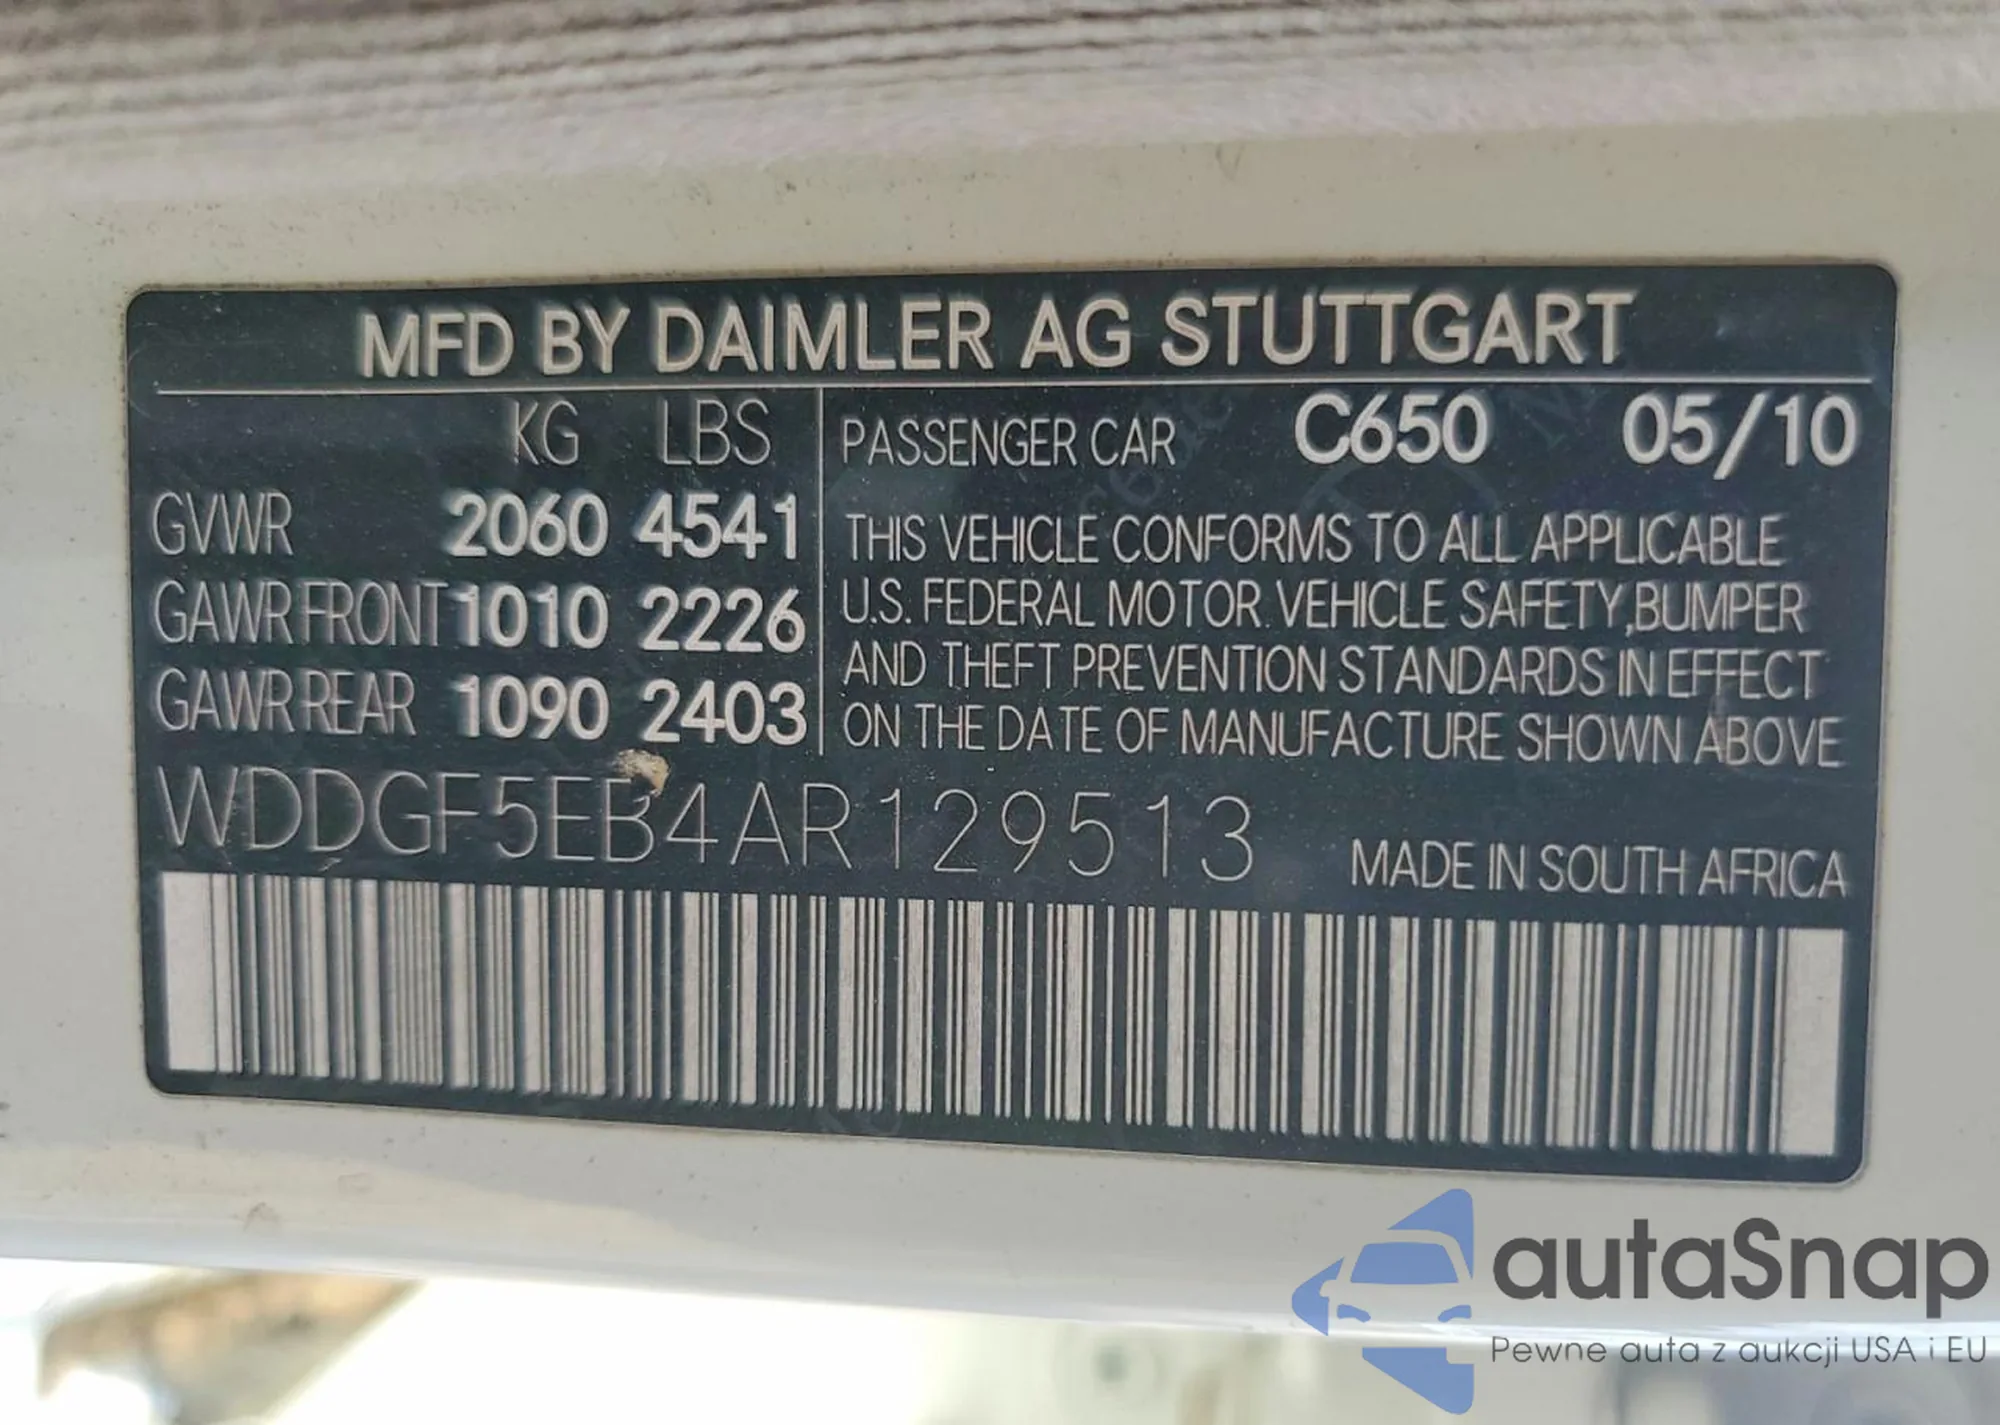 MFD BY DAIMLER AG STUTTGART
KG LBS
GVWR 2060 4541
GAWR FRONT 1010 2226
GAWR REAR 1090 2403
PASSENGER CAR C650 05/10
THIS VEHICLE CONFORMS TO ALL APPLICABLE
U.S. FEDERAL MOTOR VEHICLE SAFETY, BUMPER
AND THEFT PREVENTION STANDARDS IN EFFECT
ON THE DATE OF MANUFACTURE SHOWN ABOVE
WDDGF5EB4AR129513
MADE IN SOUTH AFRICA
autaSnap
Pewne auta z aukcji USA i EU